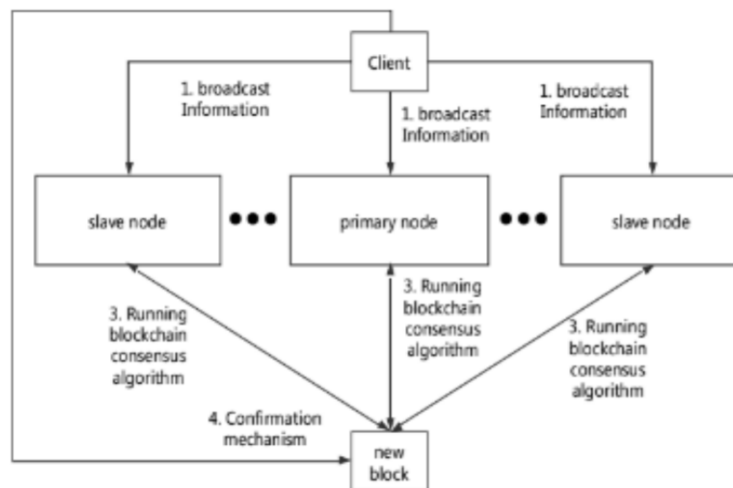 Client
1. broadcast
Information
1. broadcast
Information
1. broadcast
Information
slave node
primary node
slave node
3. Running
blockchain
consensus
algorithm
3. Running
blockchain
consensus
algorithm
3. Running
blockchain
consensus
algorithm
4. Confirmation
mechanism
new
block